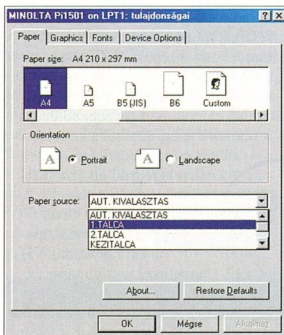 MINOLTA Pi1501 on LPT1: tulajdonságai
Paper Graphics Fonts Device Options
Paper size: A4 210 x 297 mm
A4 A5 B5 (JIS) B6 Custom
Orientation
A Portrait A Landscape
Paper source: AUT. KIVALASZTAS
AUT. KIVALASZTAS
1.TALCA
2.TALCA
KEZITALCA
About... Restore Defaults
OK Mégse Alkalmaz